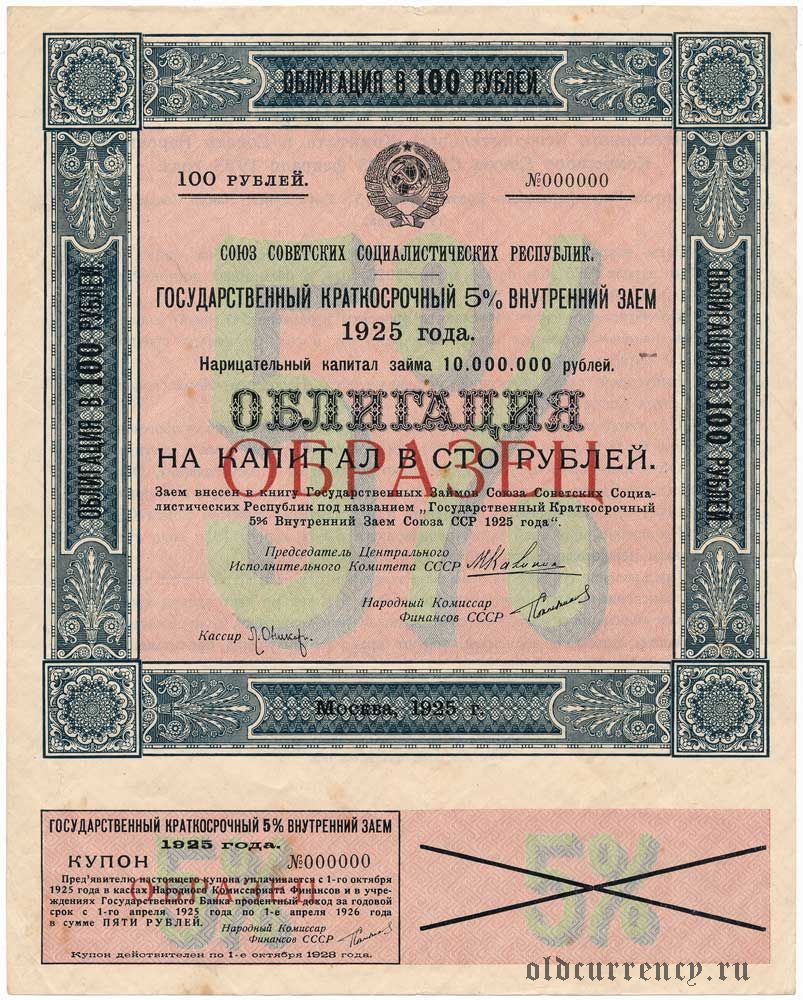 ОБЛИГАЦИЯ В 100 РУБЛЕЙ.
ОБЛИГАЦИЯ В 100 РУБЛЕЙ.
ОБЛИГАЦИЯ В 100 РУБЛЕЙ.
100 РУБЛЕЙ.
№000000
СОЮЗ СОВЕТСКИХ СОЦИАЛИСТИЧЕСКИХ РЕСПУБЛИК.
ГОСУДАРСТВЕННЫЙ КРАТКОСРОЧНЫЙ 5% ВНУТРЕННИЙ ЗАЕМ
1925 года.
Нарицательный капитал займа 10.000.000 рублей.
5%
ОБЛИГАЦИЯ
ОБРАЗЕЦ
НА КАПИТАЛ В СТО РУБЛЕЙ.
Заем внесен в книгу Государственных Займов Союза Советских Социа-
листических Республик под названием „Государственный Краткосрочный
5% Внутренний Заем Союза ССР 1925 года“.
Председатель Центрального
Исполнительного Комитета СССР
Народный Комиссар
Финансов СССР
Кассир
Москва, 1925 г.
ГОСУДАРСТВЕННЫЙ КРАТКОСРОЧНЫЙ 5% ВНУТРЕННИЙ ЗАЕМ
1925 года.
КУПОН №000000
5%
ОБРАЗЕЦ
Пред'явителю настоящего купона уплачивается с 1-го октября
1925 года в кассах Народного Комиссариата Финансов и в учре-
ждениях Государственного Банка процентный доход за годовой
срок с 1-го апреля 1925 года по 1-е апреля 1926 года
в сумме ПЯТИ РУБЛЕЙ.
Народный Комиссар
Финансов СССР
Купон действителен по 1-е октября 1928 года.
5%
oldcurrency.ru